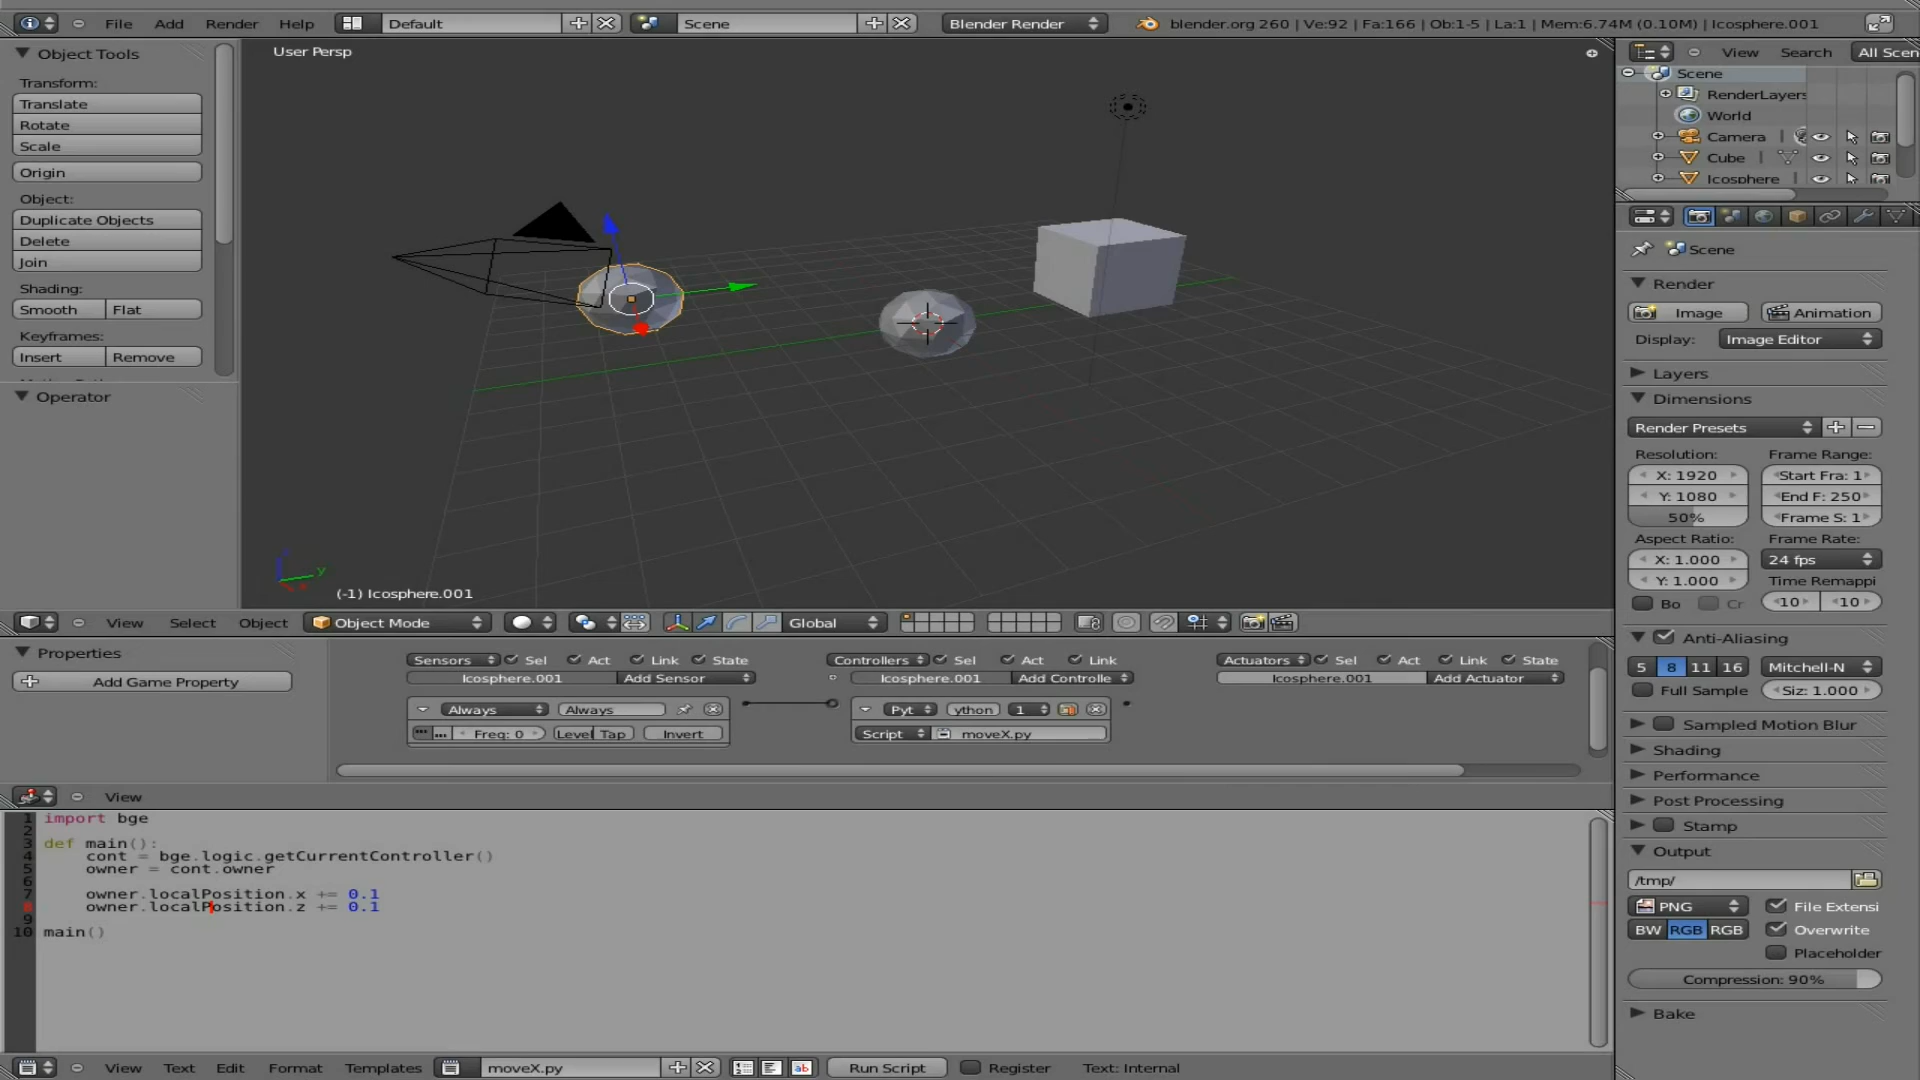 File Add Render Help Default Scene Blender Render blender.org 260 | Ve:92 | Fa:166 | Ob:1-5 | La:1 | Mem:6.74M (0.10M) | Icosphere.001
Object Tools
Transform:
Translate
Rotate
Scale
Origin
Object:
Duplicate Objects
Delete
Join
Shading:
Smooth Flat
Keyframes:
Insert Remove
Operator
User Persp
y
(-1) Icosphere.001
View Select Object Object Mode Global
View Search All Scen
Scene
RenderLayers
World
Camera |
Cube |
Icosphere |
Scene
Render
Image Animation
Display: Image Editor
Layers
Dimensions
Render Presets
Resolution: Frame Range:
X: 1920 Start Fra: 1
Y: 1080 End F: 250
50% Frame S: 1
Aspect Ratio: Frame Rate:
X: 1.000 24 fps
Y: 1.000 Time Remappi
Bo Cr 10 10
Anti-Aliasing
5 8 11 16 Mitchell-N
Full Sample Siz: 1.000
Sampled Motion Blur
Shading
Performance
Post Processing
Stamp
Output
/tmp/
PNG File Extensi
BW RGB RGB Overwrite
Placeholder
Compression: 90%
Bake
Properties
Add Game Property
Sensors Sel Act Link State
Icosphere.001 Add Sensor
Always Always
Freq: 0 Level Tap Invert
Controllers Sel Act Link
Icosphere.001 Add Controlle
Pyt ython 1
Script moveX.py
Actuators Sel Act Link State
Icosphere.001 Add Actuator
View
1 import bge
2
3 def main():
4 cont = bge.logic.getCurrentController()
5 owner = cont.owner
6
7 owner.localPosition.x += 0.1
8 owner.localPosition.z += 0.1
9
10 main()
View Text Edit Format Templates moveX.py Run Script Register Text: Internal